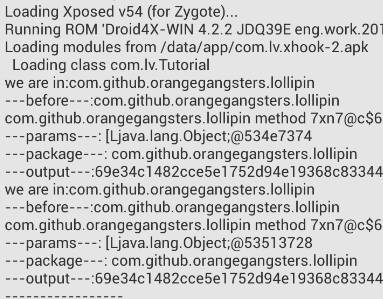 Loading Xposed v54 (for Zygote)...
Running ROM 'Droid4X-WIN 4.2.2 JDQ39E eng.work.201
Loading modules from /data/app/com.lv.xhook-2.apk
Loading class com.lv.Tutorial
we are in:com.github.orangegangsters.lollipin
---before---:com.github.orangegangsters.lollipin
com.github.orangegangsters.lollipin method 7xn7@c$6
---params---: [Ljava.lang.Object;@534e7374
---package---: com.github.orangegangsters.lollipin
---output---:69e34c1482cce5e1752d94e19368c83344
we are in:com.github.orangegangsters.lollipin
---before---:com.github.orangegangsters.lollipin
com.github.orangegangsters.lollipin method 7xn7@c$6
---params---: [Ljava.lang.Object;@53513728
---package---: com.github.orangegangsters.lollipin
---output---:69e34c1482cce5e1752d94e19368c83344
-----------------